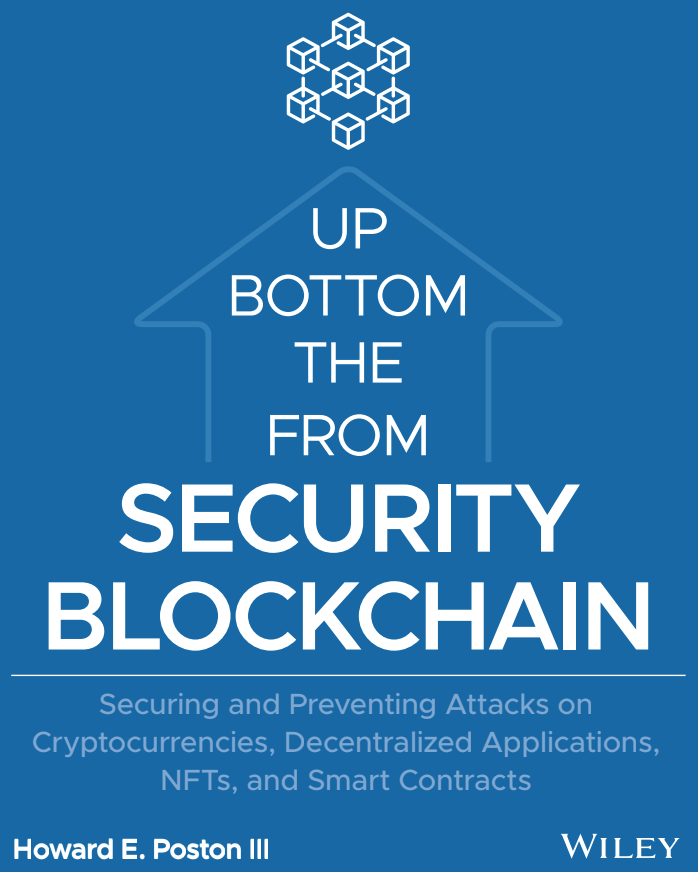 UP
BOTTOM
THE
FROM
SECURITY
BLOCKCHAIN
Securing and Preventing Attacks on
Cryptocurrencies, Decentralized Applications,
NFTs, and Smart Contracts
Howard E. Poston III
WILEY